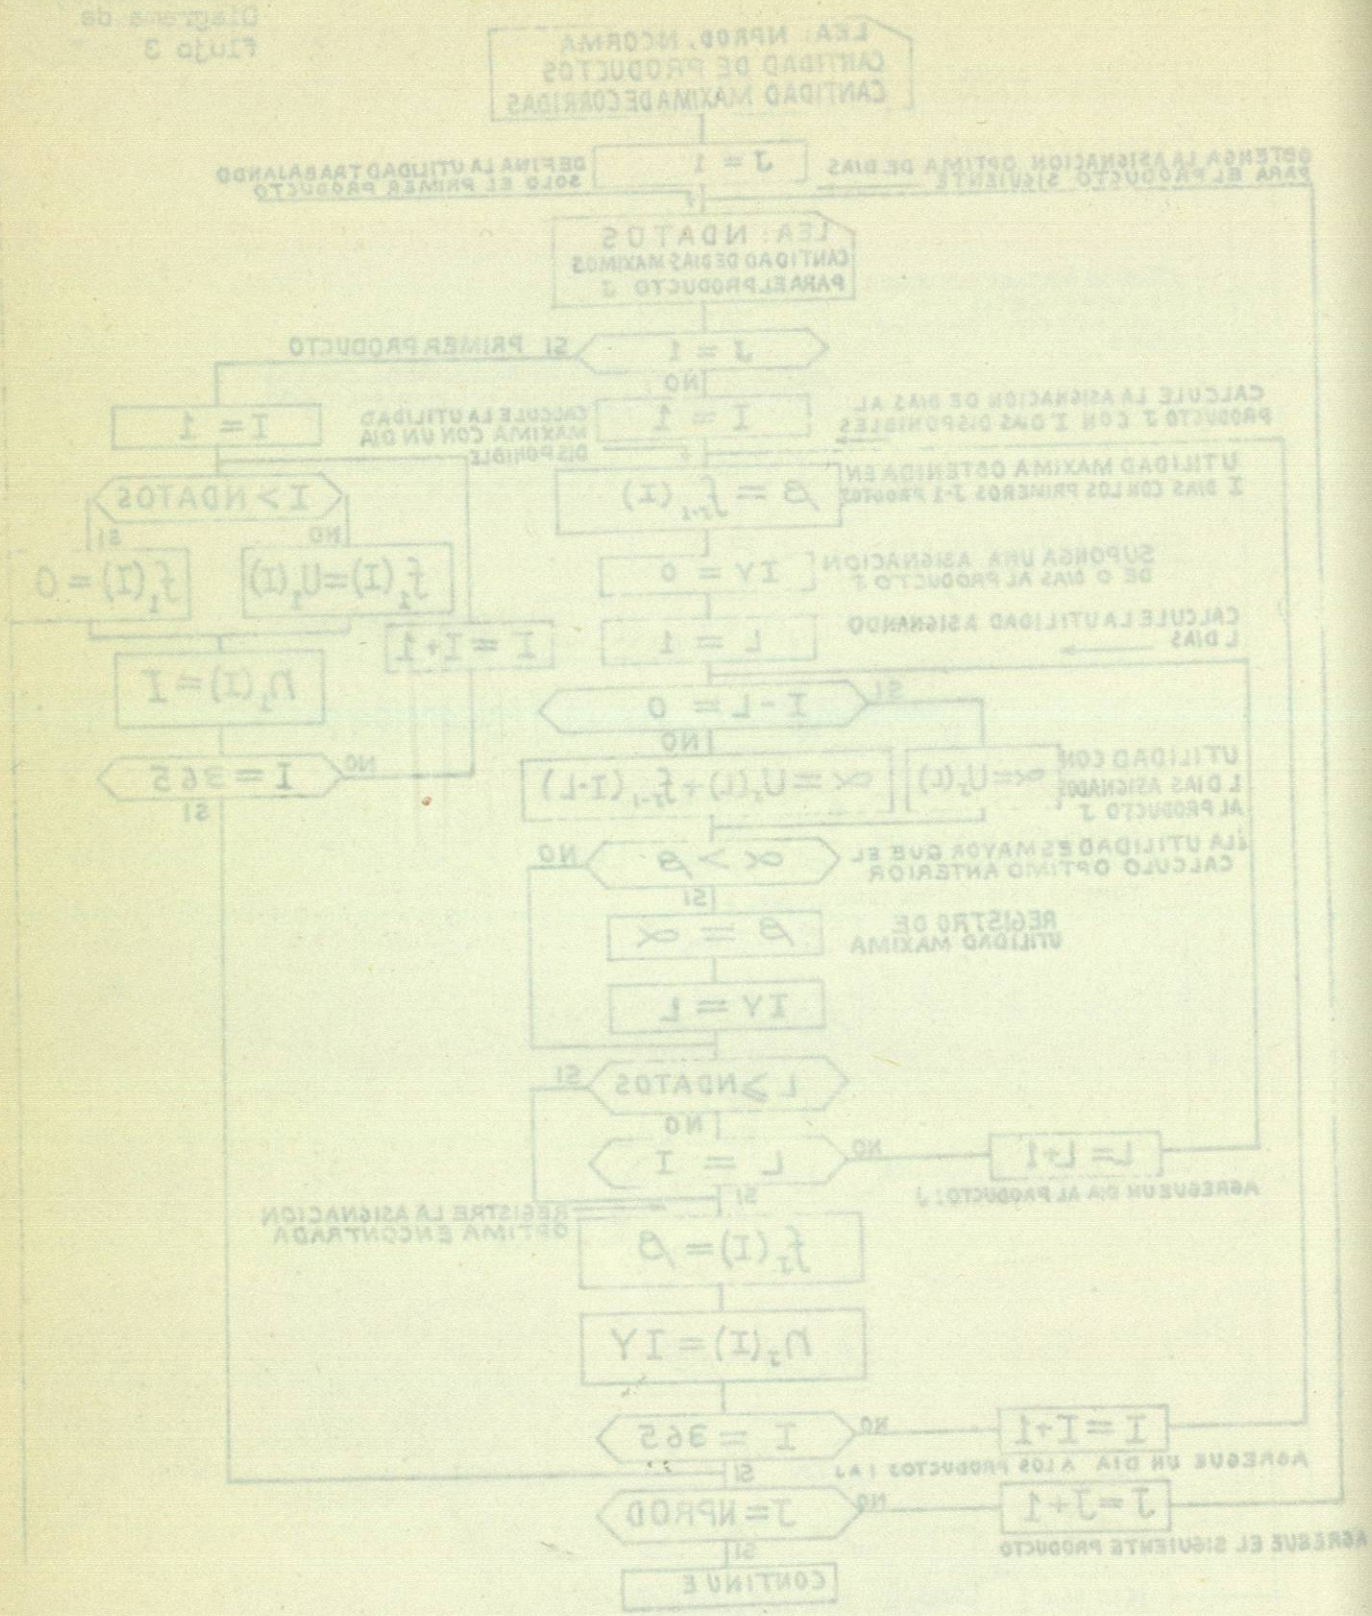 Diagrama de
flujo 3
LEA: NPROD, NCORMA
CANTIDAD DE PRODUCTOS
CANTIDAD MAXIMA DE CORRIDAS
J = 1
DEFINA LA UTILIDAD TRABAJANDO
SOLO EL PRIMER PRODUCTO
OBTENGA LA ASIGNACION OPTIMA DE DIAS
PARA EL PRODUCTO SIGUIENTE
LEA: NDATOS
CANTIDAD DE DIAS MAXIMOS
PARA EL PRODUCTO J
J = 1
SI PRIMER PRODUCTO
NO
I = 1
CALCULE LA ASIGNACION DE DIAS AL
PRODUCTO J CON I DIAS DISPONIBLES
CALCULE LA UTILIDAD
MAXIMA CON UN DIA
DISPONIBLE
I = 1
β = f J-1 (I)
UTILIDAD MAXIMA OBTENIDA EN
I DIAS CON LOS PRIMEROS J-1 PRODTOS
I > NDATOS
NO
SI
f₁(I)=U₁(I)
f₁(I)=0
IY = 0
SUPONGA UNA ASIGNACION
DE 0 DIAS AL PRODUCTO J
L = 1
CALCULE LA UTILIDAD ASIGNANDO
L DIAS
I = I+1
n₁(I) = I
I-L = 0
SI
NO
I = 365
NO
SI
α=U J (L)+f J-1 (I-L)
α=U J (L)
UTILIDAD CON
L DIAS ASIGNADOS
AL PRODUCTO J
α > β
NO
SI
¿LA UTILIDAD ES MAYOR QUE EL
CALCULO OPTIMO ANTERIOR
β = α
REGISTRO DE
UTILIDAD MAXIMA
IY = L
L ⩾ NDATOS
SI
NO
L = I
NO
L = L+1
AGREGUE UN DIA AL PRODUCTO: J
SI
REGISTRE LA ASIGNACION
OPTIMA ENCONTRADA
f J (I) = β
n J (I) = IY
I = 365
NO
I = I+1
AGREGUE UN DIA A LOS PRODUCTOS 1 A J
SI
J = NPROD
NO
J = J+1
AGREGUE EL SIGUIENTE PRODUCTO
SI
CONTINUE